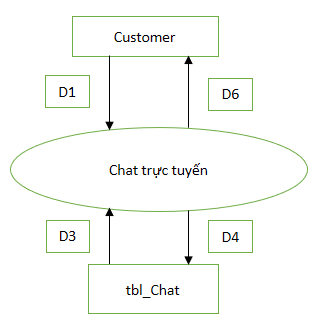 Customer
D1
D6
Chat trực tuyến
D3
D4
tbl_Chat